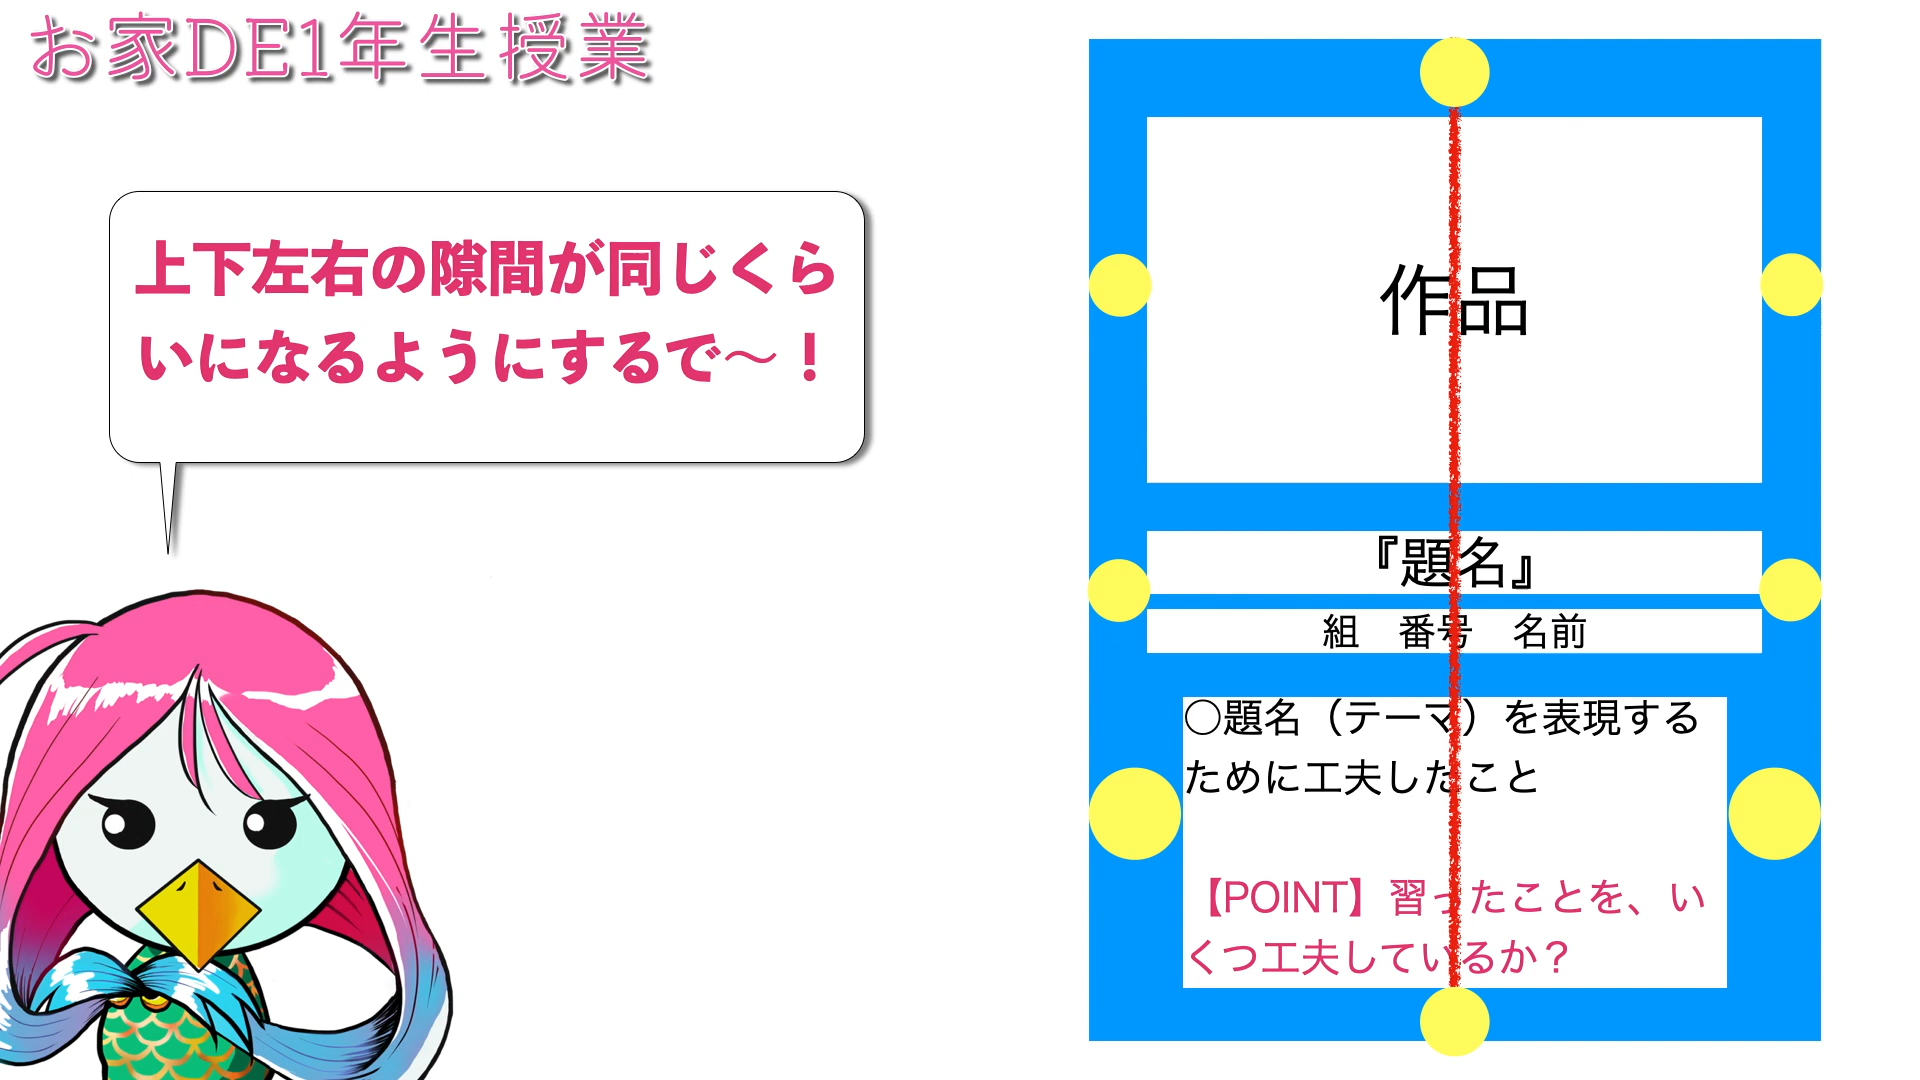 お家DE1年生授業
上下左右の隙間が同じくら
いになるようにするで〜！
作品
『題名』
組　番号　名前
○題名（テーマ）を表現する
ために工夫したこと
【POINT】習ったことを、い
くつ工夫しているか？